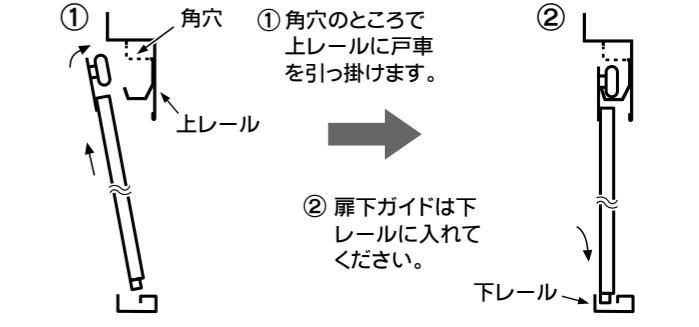 ①
角穴
上レール
① 角穴のところで
上レールに戸車
を引っ掛けます。
② 扉下ガイドは下
レールに入れて
ください。
②
下レール